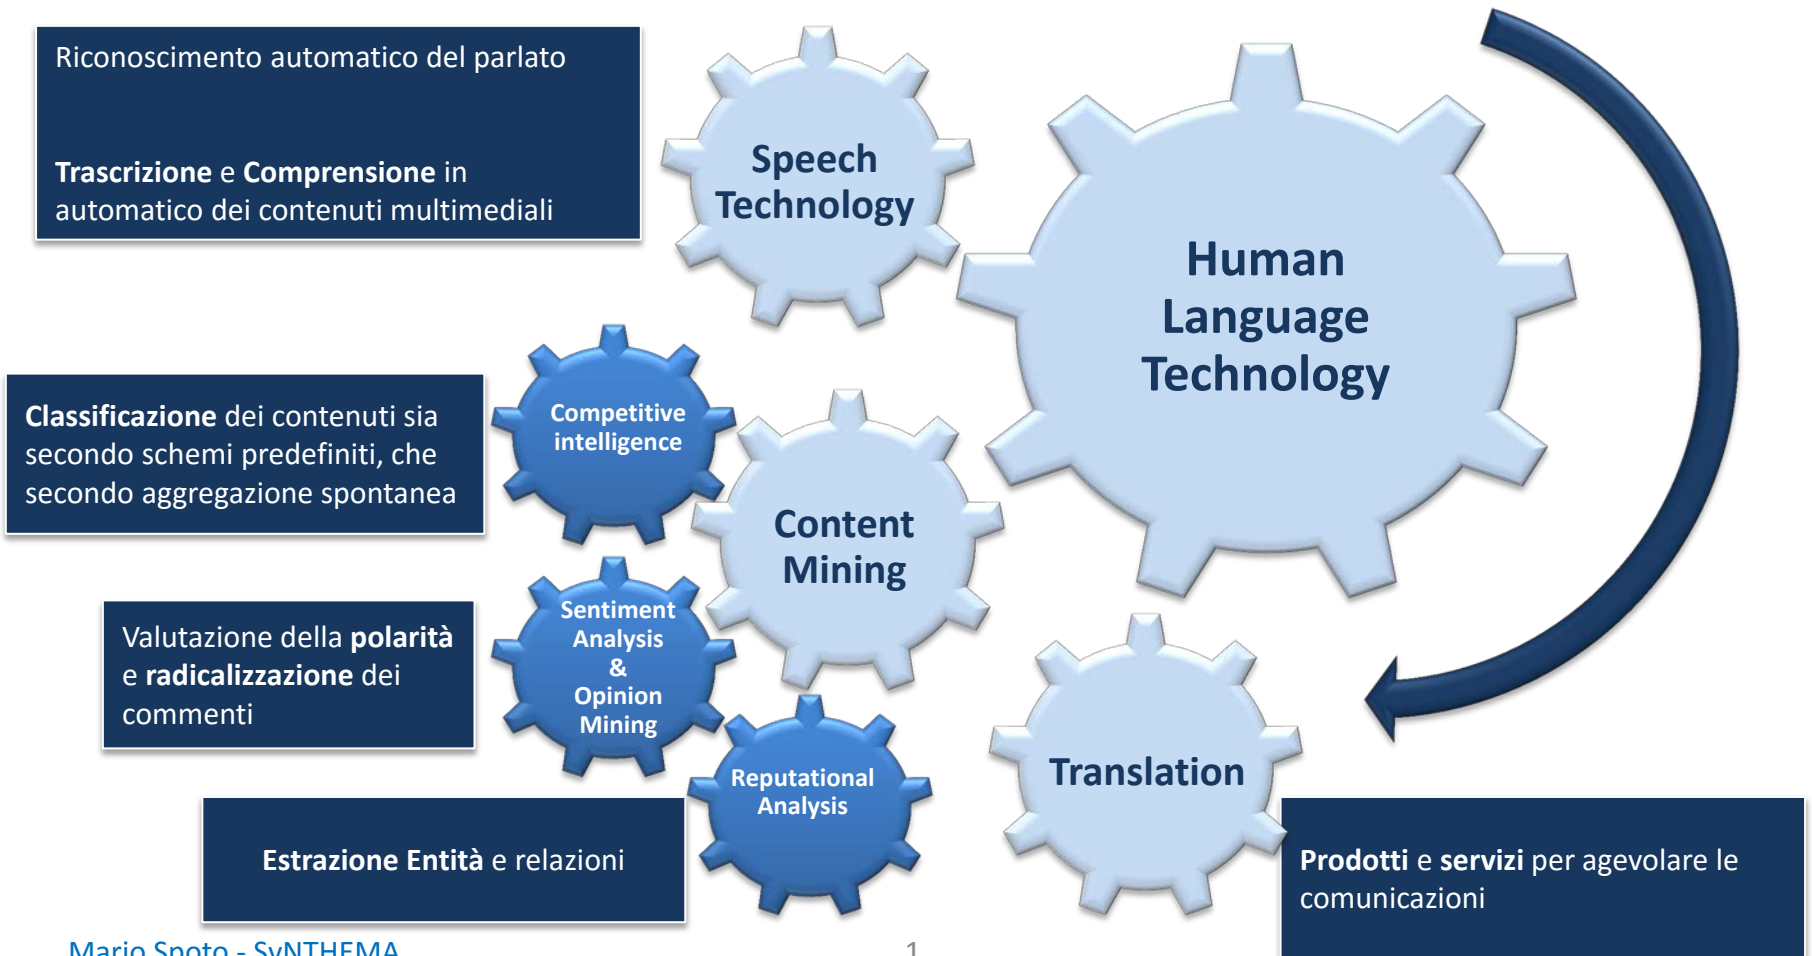 Riconoscimento automatico del parlato
Trascrizione e Comprensione in
automatico dei contenuti multimediali
Speech
Technology
Human
Language
Technology
Classificazione dei contenuti sia
secondo schemi predefiniti, che
secondo aggregazione spontanea
Competitive
intelligence
Content
Mining
Valutazione della polarità
e radicalizzazione dei
commenti
Sentiment
Analysis
&
Opinion
Mining
Reputational
Analysis
Translation
Estrazione Entità e relazioni
Prodotti e servizi per agevolare le
comunicazioni
Mario Spoto - SyNTHEMA
1